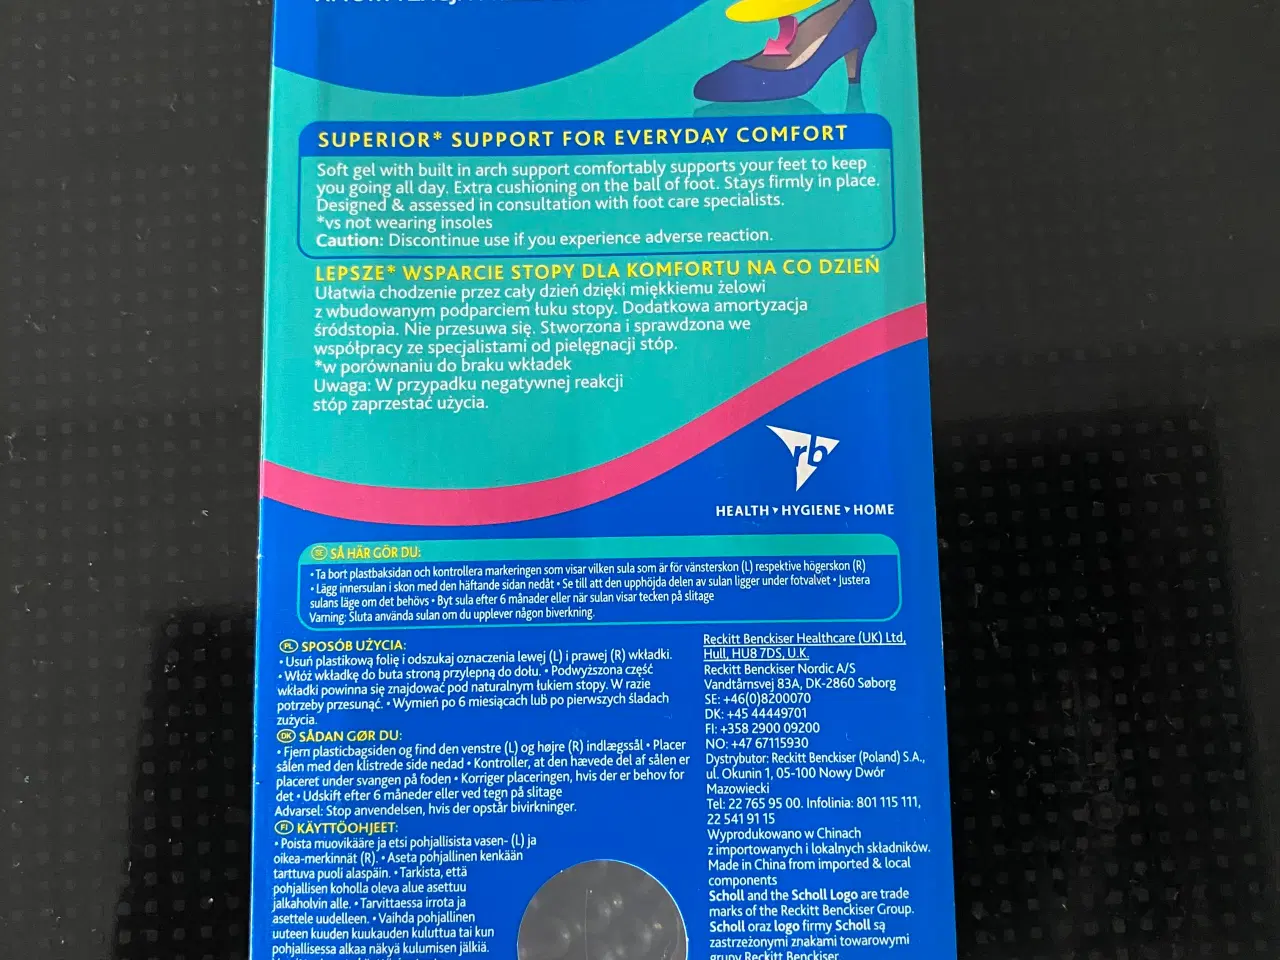 SUPERIOR* SUPPORT FOR EVERYDAY COMFORT
Soft gel with built in arch support comfortably supports your feet to keep
you going all day. Extra cushioning on the ball of foot. Stays firmly in place.
Designed & assessed in consultation with foot care specialists.
*vs not wearing insoles
Caution: Discontinue use if you experience adverse reaction.
LEPSZE* WSPARCIE STOPY DLA KOMFORTU NA CO DZIEŃ
Ułatwia chodzenie przez cały dzień dzięki miękkiemu żelowi
z wbudowanym podparciem łuku stopy. Dodatkowa amortyzacja
śródstopia. Nie przesuwa się. Stworzona i sprawdzona we
współpracy ze specjalistami od pielęgnacji stóp.
*w porównaniu do braku wkładek
Uwaga: W przypadku negatywnej reakcji
stóp zaprzestać użycia.
rb
HEALTH▾HYGIENE▾HOME
SE SÅ HÄR GÖR DU:
• Ta bort plastbaksidan och kontrollera markeringen som visar vilken sula som är för vänsterskon (L) respektive högerskon (R)
• Lägg innersulan i skon med den häftande sidan nedåt • Se till att den upphöjda delen av sulan ligger under fotvalvet • Justera
sulans läge om det behövs • Byt sula efter 6 månader eller när sulan visar tecken på slitage
Varning: Sluta använda sulan om du upplever någon biverkning.
PL SPOSÓB UŻYCIA:
• Usuń plastikową folię i odszukaj oznaczenia lewej (L) i prawej (R) wkładki.
• Włóż wkładkę do buta stroną przylepną do dołu. • Podwyższona część
wkładki powinna się znajdować pod naturalnym łukiem stopy. W razie
potrzeby przesunąć. • Wymień po 6 miesiącach lub po pierwszych śladach
zużycia.
DK SÅDAN GØR DU:
• Fjern plasticbagsiden og find den venstre (L) og højre (R) indlægssål • Placer
sålen med den klistrede side nedad • Kontroller, at den hævede del af sålen er
placeret under svangen på foden • Korriger placeringen, hvis der er behov for
det • Udskift efter 6 måneder eller ved tegn på slitage
Advarsel: Stop anvendelsen, hvis der opstår bivirkninger.
FI KÄYTTÖOHJEET:
• Poista muovikääre ja etsi pohjallisista vasen- (L) ja
oikea-merkinnät (R). • Aseta pohjallinen kenkään
tarttuva puoli alaspäin. • Tarkista, että
pohjallisen koholla oleva alue asettuu
jalkaholvin alle. • Tarvittaessa irrota ja
asettele uudelleen. • Vaihda pohjallinen
uuteen kuuden kuukauden kuluttua tai kun
pohjallisessa alkaa näkyä kulumisen jälkiä.
Reckitt Benckiser Healthcare (UK) Ltd,
Hull, HU8 7DS, U.K.
Reckitt Benckiser Nordic A/S
Vandtårnsvej 83A, DK-2860 Søborg
SE: +46(0)8200070
DK: +45 44449701
FI: +358 2900 09200
NO: +47 67115930
Dystrybutor: Reckitt Benckiser (Poland) S.A.,
ul. Okunin 1, 05-100 Nowy Dwór
Mazowiecki
Tel: 22 765 95 00. Infolinia: 801 115 111,
22 541 91 15
Wyprodukowano w Chinach
z importowanych i lokalnych składników.
Made in China from imported & local
components
Scholl and the Scholl Logo are trade
marks of the Reckitt Benckiser Group.
Scholl oraz logo firmy Scholl są
zastrzeżonymi znakami towarowymi
grupy Reckitt Benckiser.